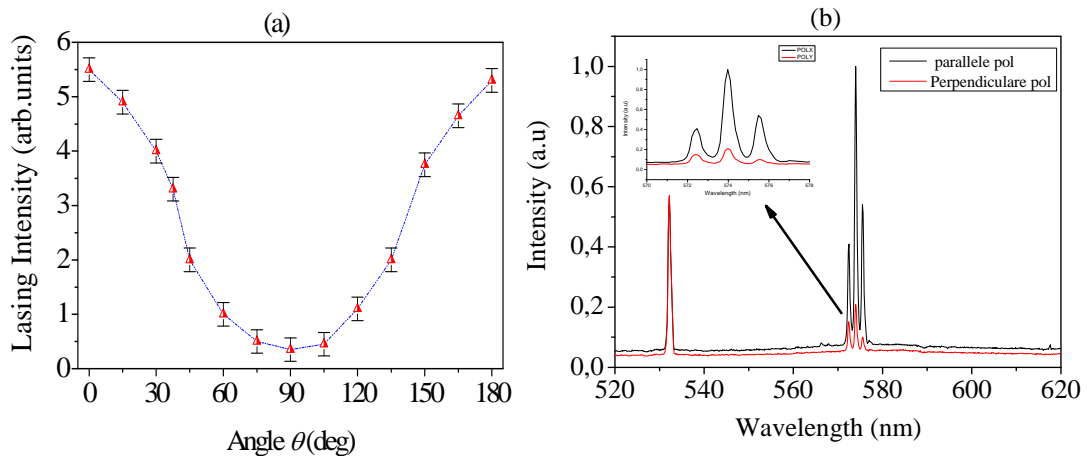 (a)
Lasing Intensity (arb.units)
6
5
4
3
2
1
0
0 30 60 90 120 150 180
Angle θ (deg)
(b)
Intensity (a.u)
1,0
0,8
0,6
0,4
0,2
0,0
520 540 560 580 600 620
Wavelength (nm)
parallele pol
Perpendiculare pol
POLX
POLY
Intensity (a.u)
1,0
0,8
0,6
0,4
0,2
0,0
570 572 574 576 578
Wavelength (nm)